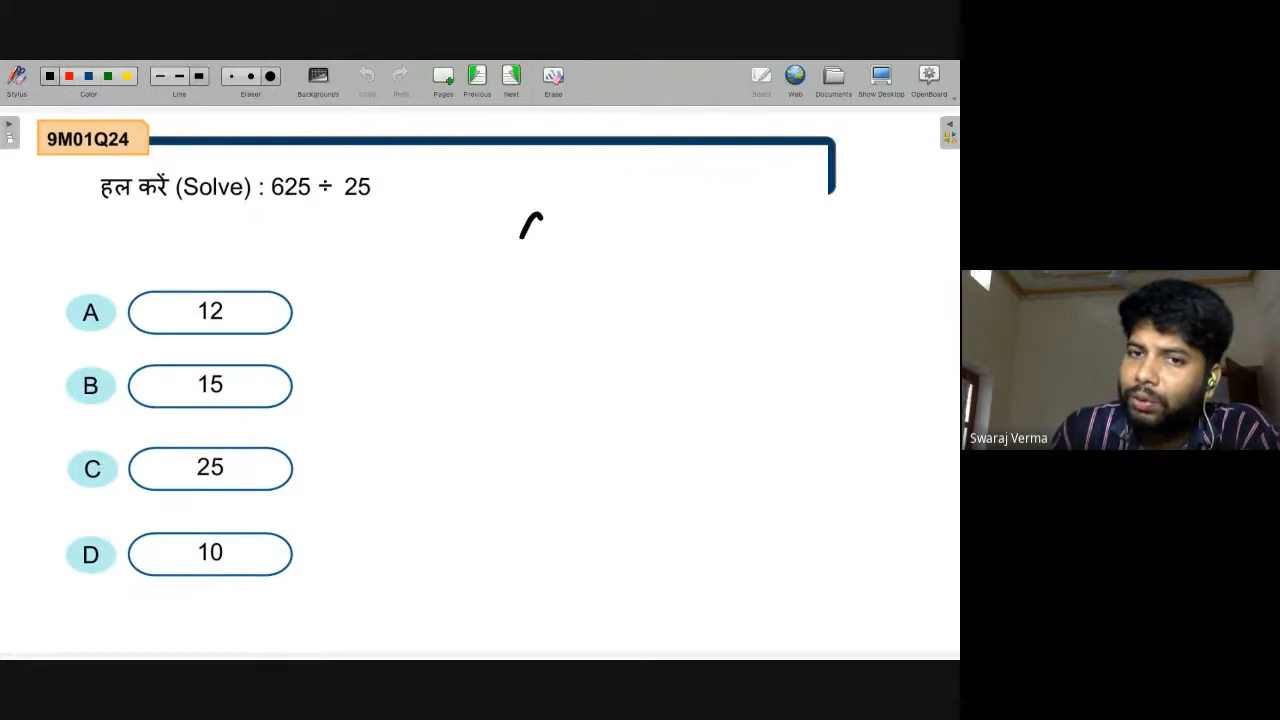 Stylus
Color
Line
Eraser
Backgrounds
Undo
Redo
Pages
Previous
Next
Erase
Board
Web
Documents
Show Desktop
OpenBoard
9M01Q24
हल करें (Solve) : 625 ÷ 25
A 12
B 15
C 25
D 10
Swaraj Verma